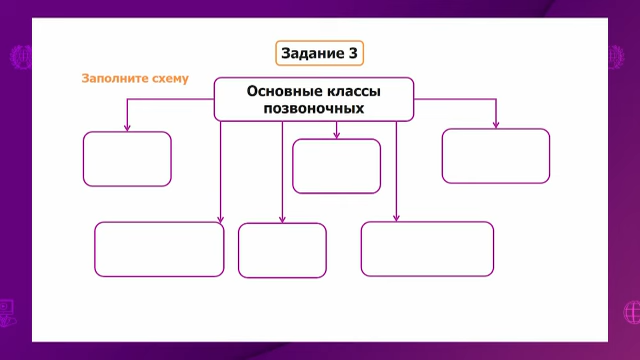 Задание 3
Заполните схему
Основные классы
позвоночных